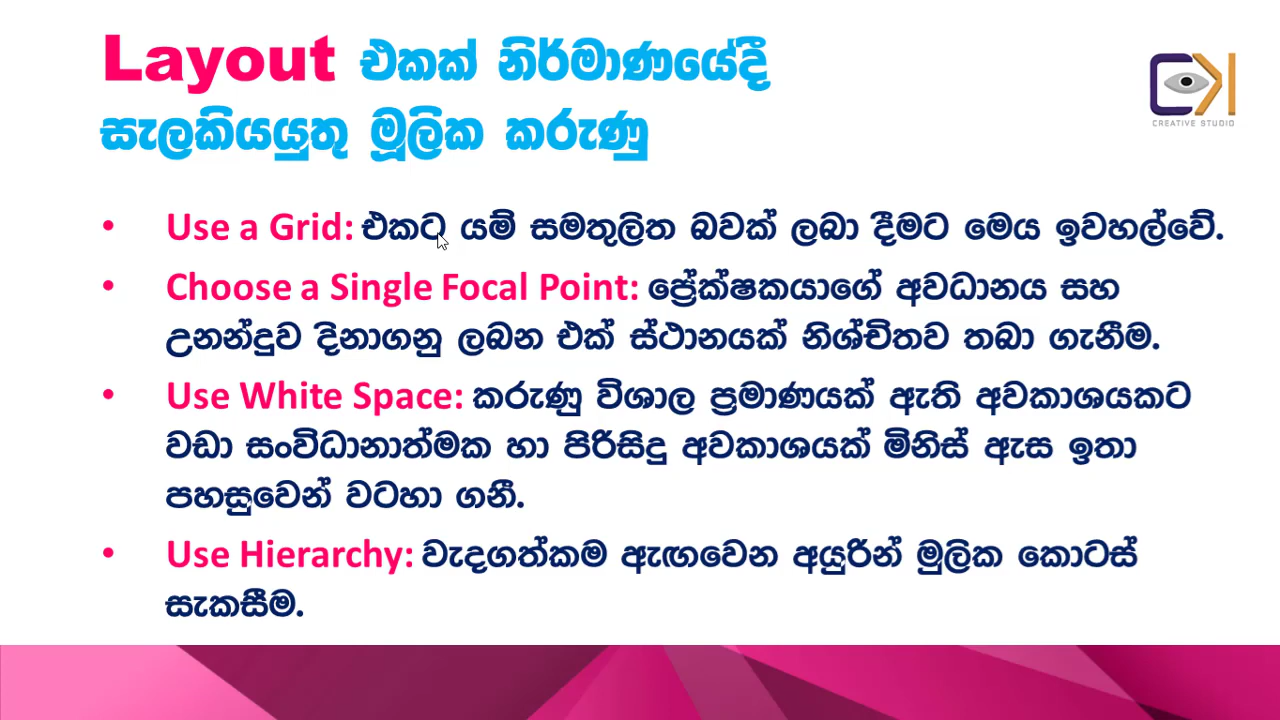 Layout එකක් නිර්මාණයේදී
සැලකියයුතු මූලික කරුණු
CK
CREATIVE STUDIO
• Use a Grid: එකට යම් සමතුලිත බවක් ලබා දීමට මෙය ඉවහල්වේ.
• Choose a Single Focal Point: ප්‍රේක්ෂකයාගේ අවධානය සහ
උනන්දුව දිනාගනු ලබන එක් ස්ථානයක් නිශ්චිතව තබා ගැනීම.
• Use White Space: කරුණු විශාල ප්‍රමාණයක් ඇති අවකාශයකට
වඩා සංවිධානාත්මක හා පිරිසිදු අවකාශයක් මිනිස් ඇස ඉතා
පහසුවෙන් වටහා ගනී.
• Use Hierarchy: වැදගත්කම ඇඟවෙන අයුරින් මුලික කොටස්
සැකසීම.